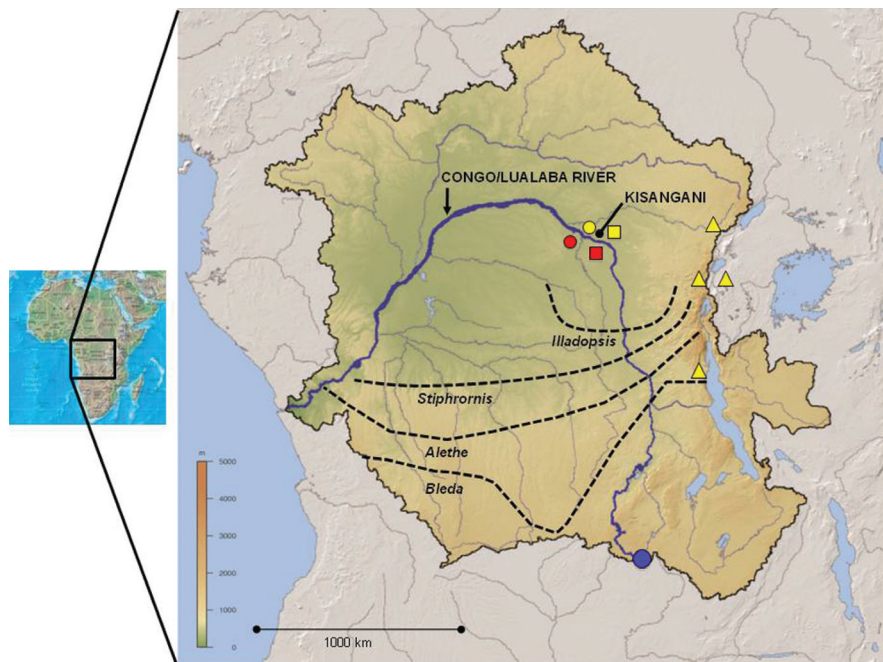 CONGO/LUALABA RIVER
KISANGANI
Illadopsis
Stiphrornis
Alethe
Bleda
m
5000
4000
3000
2000
1000
0
1000 km